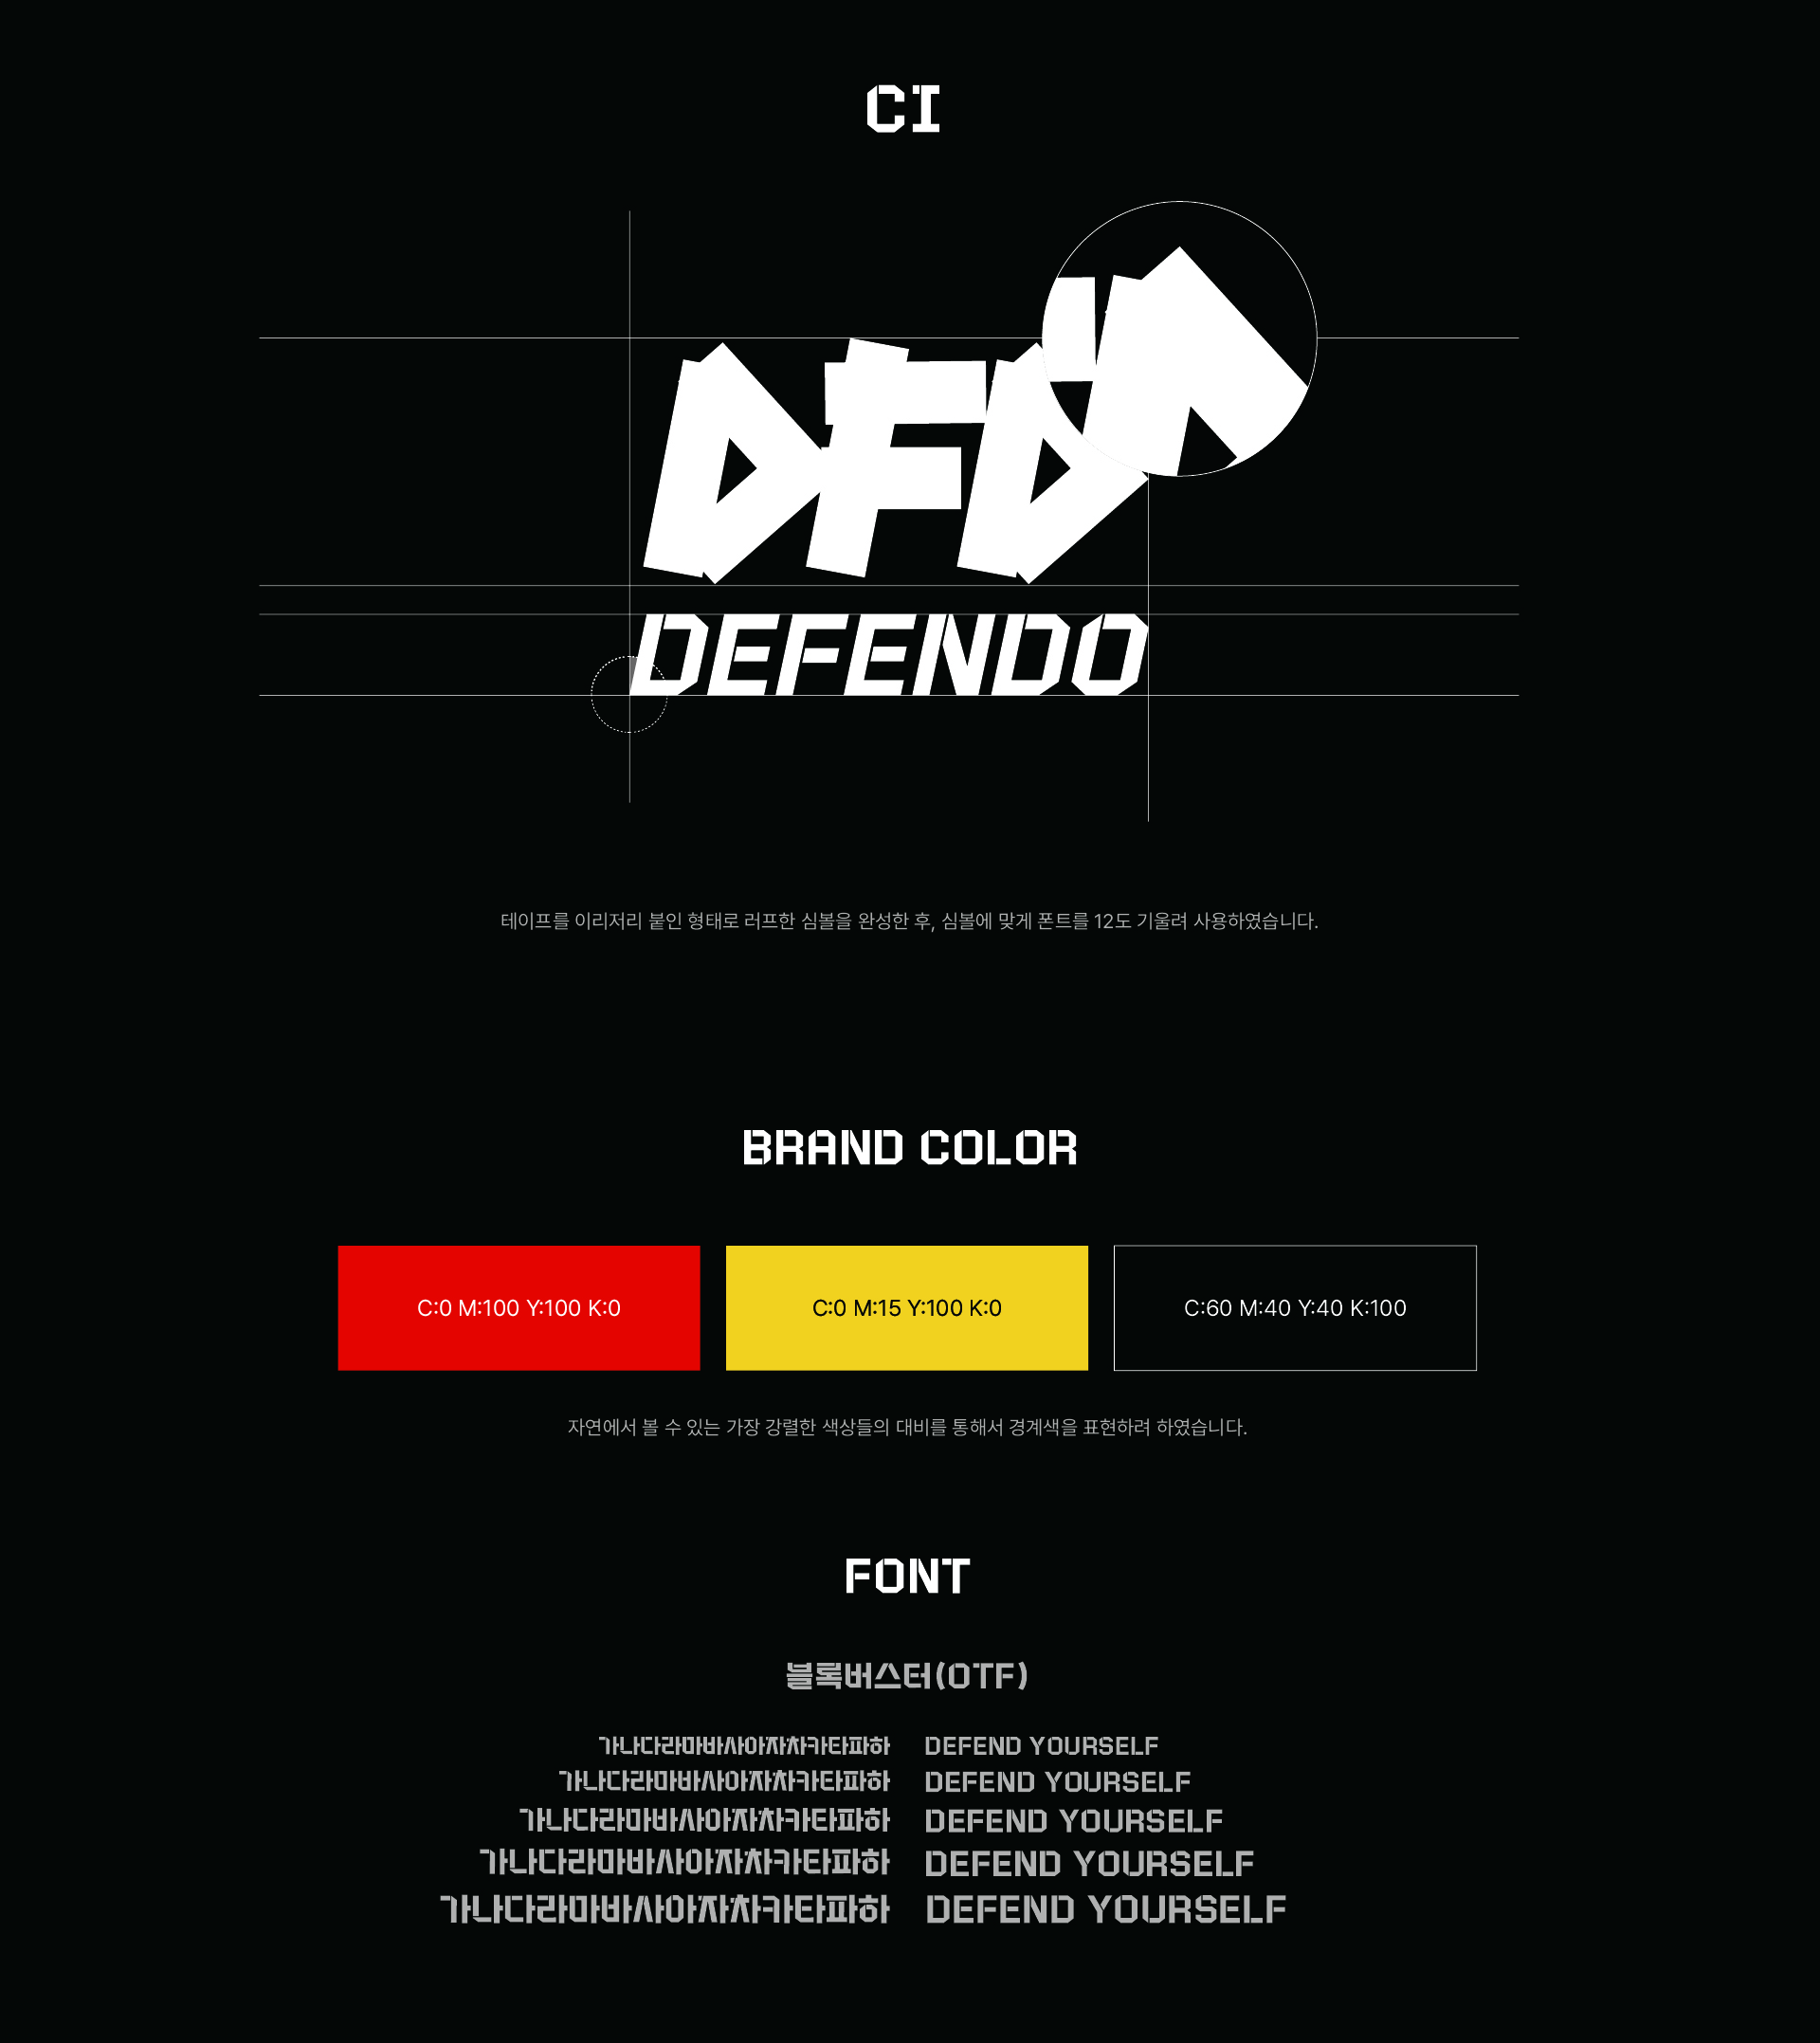 CI
DFD
DEFENDO
테이프를 이리저리 붙인 형태로 러프한 심볼을 완성한 후, 심볼에 맞게 폰트를 12도 기울려 사용하였습니다.
BRAND COLOR
C:0 M:100 Y:100 K:0
C:0 M:15 Y:100 K:0
C:60 M:40 Y:40 K:100
자연에서 볼 수 있는 가장 강렬한 색상들의 대비를 통해서 경계색을 표현하려 하였습니다.
FONT
블록버스터(OTF)
가나다라마바사아자차카타파하 DEFEND YOURSELF
가나다라마바사아자차카타파하 DEFEND YOURSELF
가나다라마바사아자차카타파하 DEFEND YOURSELF
가나다라마바사아자차카타파하 DEFEND YOURSELF
가나다라마바사아자차카타파하 DEFEND YOURSELF